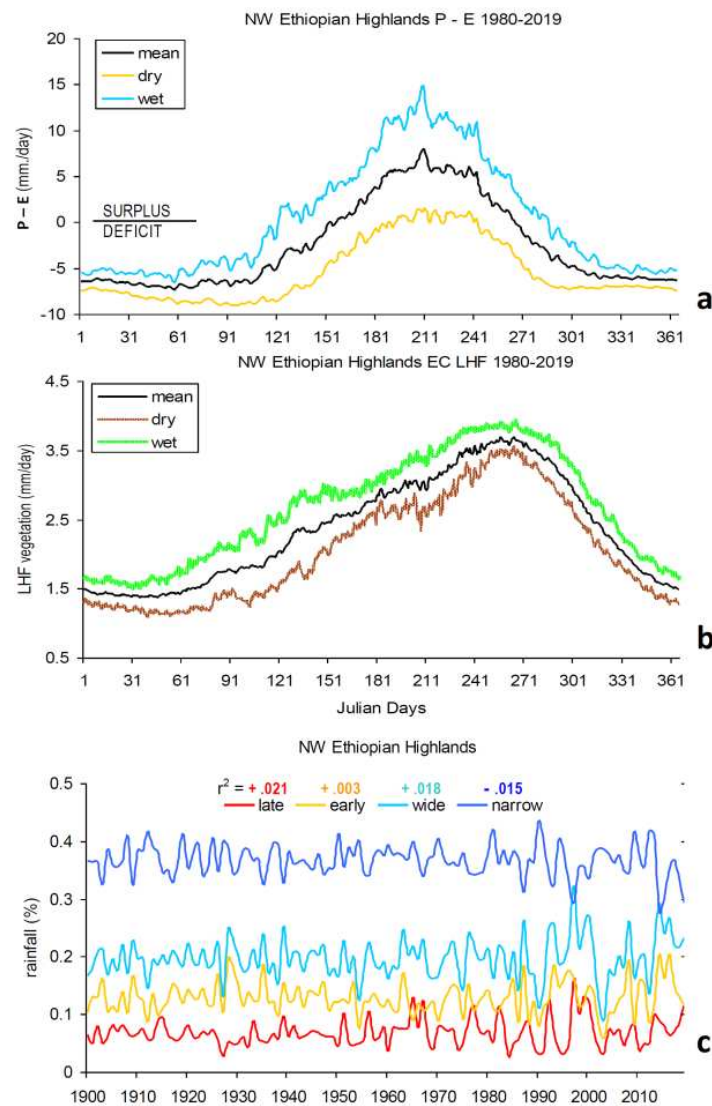 NW Ethiopian Highlands P - E 1980-2019
20
15
10
5
0
-5
-10
P – E (mm./day)
mean
dry
wet
SURPLUS
DEFICIT
1 31 61 91 121 151 181 211 241 271 301 331 361
a
NW Ethiopian Highlands EC LHF 1980-2019
4.5
3.5
2.5
1.5
0.5
LHF vegetation (mm/day)
mean
dry
wet
1 31 61 91 121 151 181 211 241 271 301 331 361
Julian Days
b
NW Ethiopian Highlands
0.5
0.4
0.3
0.2
0.1
0
rainfall (%)
r² = + .021 + .003 + .018 - .015
late early wide narrow
1900 1910 1920 1930 1940 1950 1960 1970 1980 1990 2000 2010
c